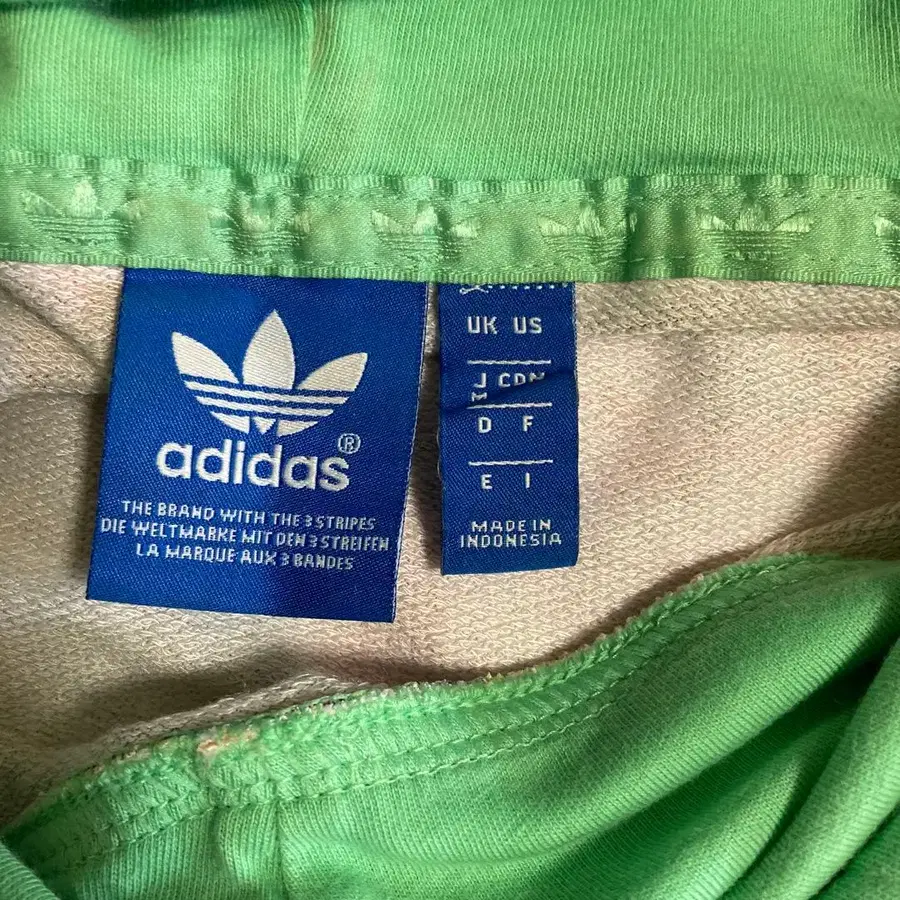 adidas®
THE BRAND WITH THE 3 STRIPES
DIE WELTMARKE MIT DEN 3 STREIFEN
LA MARQUE AUX 3 BANDES
UK US
J CDN
M
D F
E I
MADE IN
INDONESIA